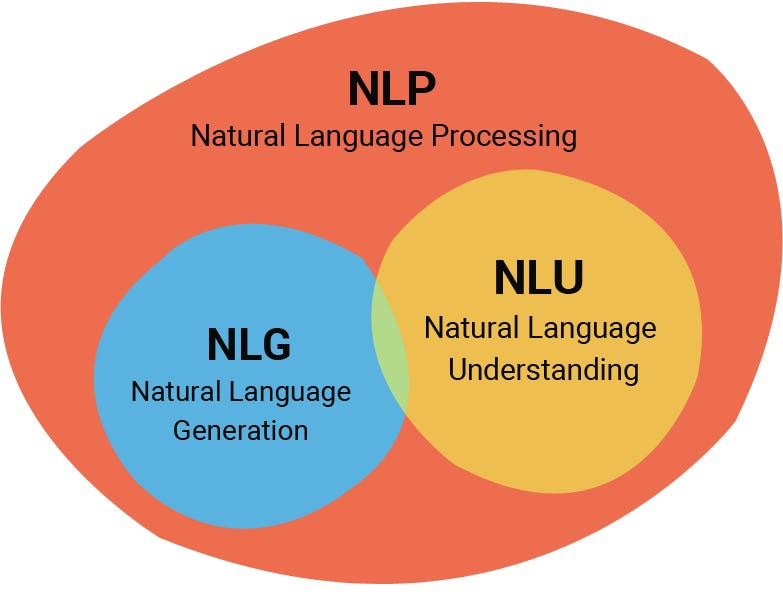 NLP
Natural Language Processing
NLU
Natural Language
Understanding
NLG
Natural Language
Generation